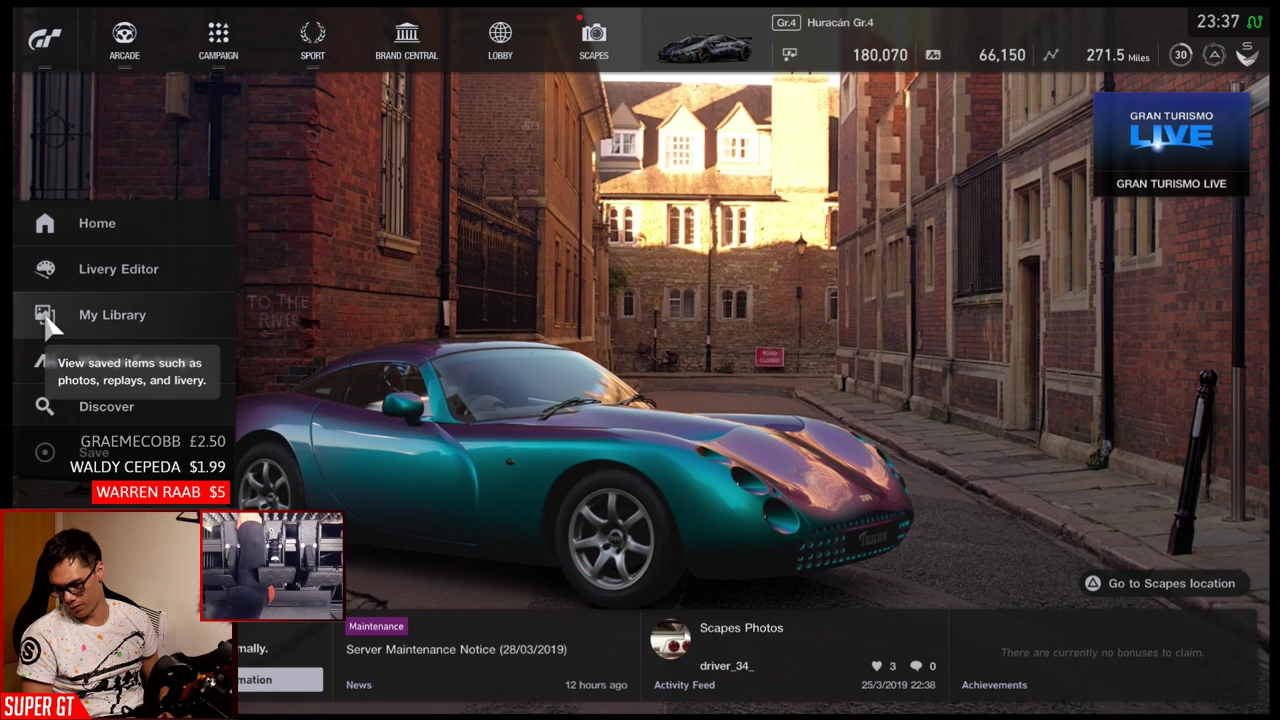 ARCADE
CAMPAIGN
SPORT
BRAND CENTRAL
LOBBY
SCAPES
Gr.4 Huracán Gr.4
180,070
66,150
271.5 Miles
30
S
23:37
GRAN TURISMO
LIVE
GRAN TURISMO LIVE
Home
Livery Editor
My Library
View saved items such as
photos, replays, and livery.
Discover
Save
GRAEMECOBB £2.50
WALDY CEPEDA $1.99
WARREN RAAB $5
TO THE
RIVER
ROAD
CLOSED
Tuscan
Go to Scapes location
mally.
mation
Maintenance
Server Maintenance Notice (28/03/2019)
News
12 hours ago
Scapes Photos
driver_34_
3
0
Activity Feed
25/3/2019 22:38
There are currently no bonuses to claim.
Achievements
S
SUPER GT